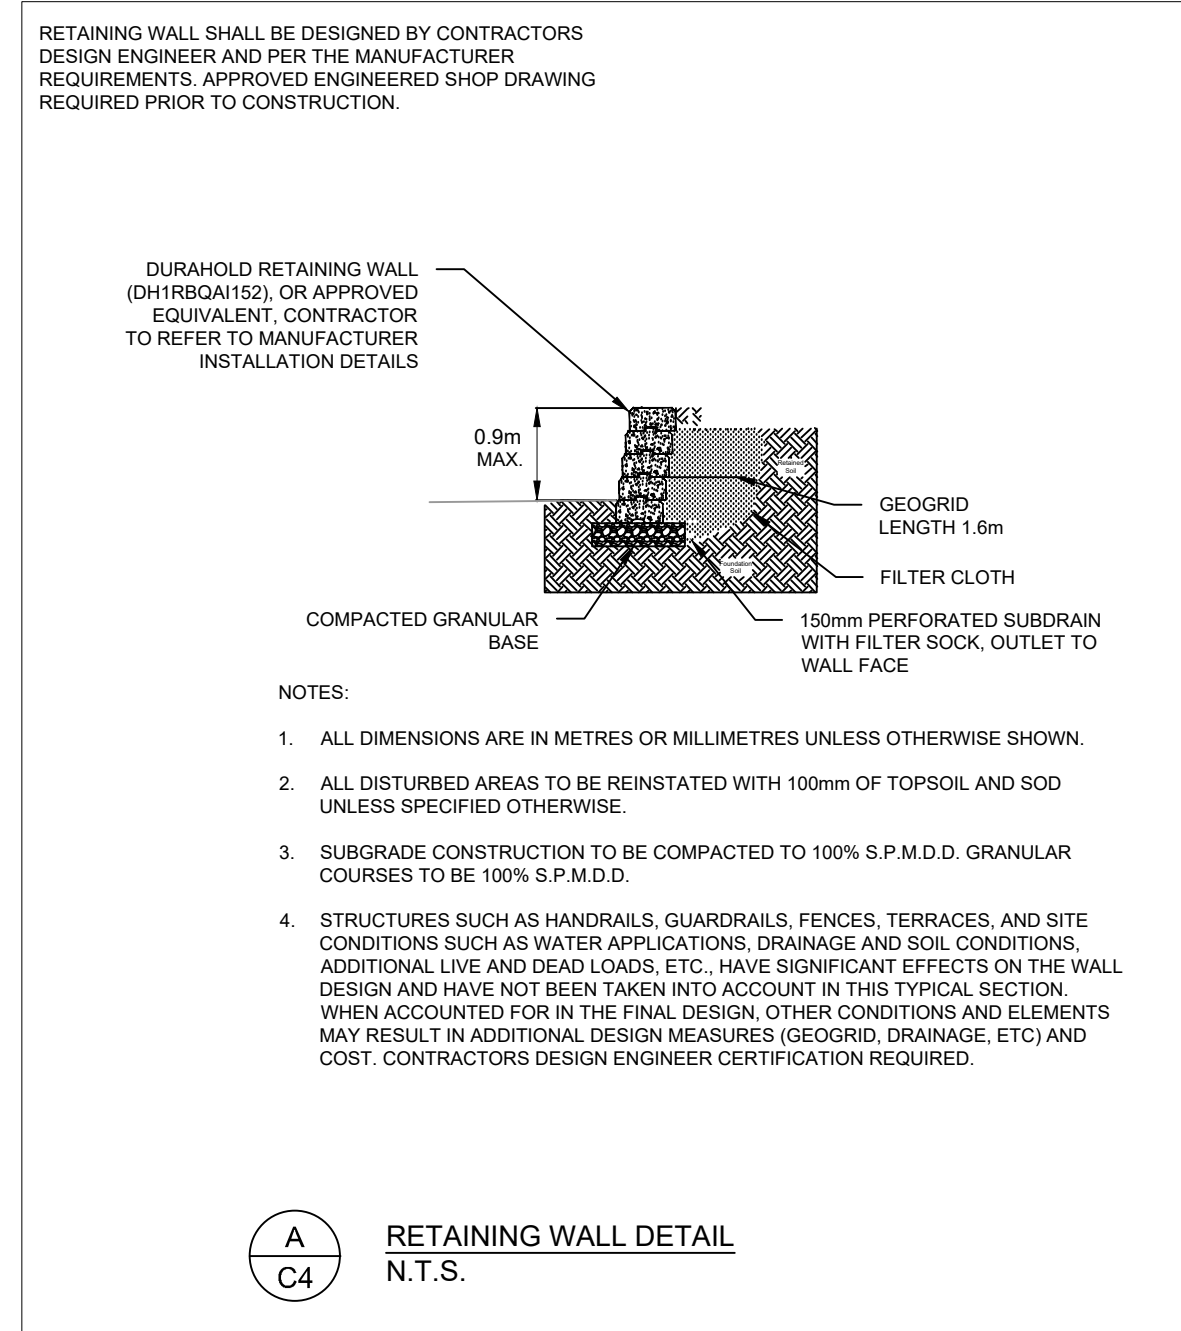 RETAINING WALL SHALL BE DESIGNED BY CONTRACTORS
DESIGN ENGINEER AND PER THE MANUFACTURER
REQUIREMENTS. APPROVED ENGINEERED SHOP DRAWING
REQUIRED PRIOR TO CONSTRUCTION.
DURAHOLD RETAINING WALL
(DH1RBQAI152), OR APPROVED
EQUIVALENT, CONTRACTOR
TO REFER TO MANUFACTURER
INSTALLATION DETAILS
0.9m
MAX.
Retained
Soil
GEOGRID
LENGTH 1.6m
Foundation
Soil
FILTER CLOTH
COMPACTED GRANULAR
BASE
150mm PERFORATED SUBDRAIN
WITH FILTER SOCK, OUTLET TO
WALL FACE
NOTES:
1. ALL DIMENSIONS ARE IN METRES OR MILLIMETRES UNLESS OTHERWISE SHOWN.
2. ALL DISTURBED AREAS TO BE REINSTATED WITH 100mm OF TOPSOIL AND SOD
UNLESS SPECIFIED OTHERWISE.
3. SUBGRADE CONSTRUCTION TO BE COMPACTED TO 100% S.P.M.D.D. GRANULAR
COURSES TO BE 100% S.P.M.D.D.
4. STRUCTURES SUCH AS HANDRAILS, GUARDRAILS, FENCES, TERRACES, AND SITE
CONDITIONS SUCH AS WATER APPLICATIONS, DRAINAGE AND SOIL CONDITIONS,
ADDITIONAL LIVE AND DEAD LOADS, ETC., HAVE SIGNIFICANT EFFECTS ON THE WALL
DESIGN AND HAVE NOT BEEN TAKEN INTO ACCOUNT IN THIS TYPICAL SECTION.
WHEN ACCOUNTED FOR IN THE FINAL DESIGN, OTHER CONDITIONS AND ELEMENTS
MAY RESULT IN ADDITIONAL DESIGN MEASURES (GEOGRID, DRAINAGE, ETC) AND
COST. CONTRACTORS DESIGN ENGINEER CERTIFICATION REQUIRED.
A
C4
RETAINING WALL DETAIL
N.T.S.